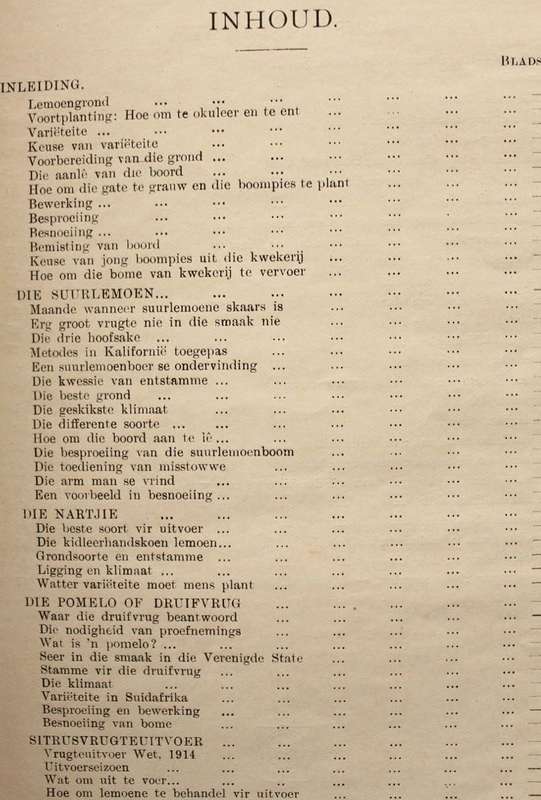 INHOUD.
BLADS
INLEIDING.
Lemoengrond ... ... ... ... ... ... ...
Voortplanting: Hoe om te okuleer en te ent ... ... ... ...
Variëteite ... ... ... ... ... ... ... ...
Keuse van variëteite ... ... ... ... ... ...
Voorbereiding van die grond ... ... ... ... ... ...
Die aanlê van die boord ... ... ... ... ... ...
Hoe om die gate te grauw en die boompies te plant ... ... ...
Bewerking ... ... ... ... ... ... ... ...
Besproeiing ... ... ... ... ... ... ...
Besnoeiing ... ... ... ... ... ... ... ...
Bemisting van boord ... ... ... ... ... ...
Keuse van jong boompies uit die kwekerij ... ... ... ...
Hoe om die bome van kwekerij te vervoer ... ... ... ...
DIE SUURLEMOEN... ... ... ... ... ... ...
Maande wanneer suurlemoene skaars is ... ... ... ...
Erg groot vrugte nie in die smaak nie ... ... ... ...
Die drie hoofsake ... ... ... ... ... ... ...
Metodes in Kalifornië toegepas ... ... ... ... ...
Een suurlemoenboer se ondervinding ... ... ... ... ...
Die kwessie van entstamme ... ... ... ... ... ...
Die beste grond ... ... ... ... ... ... ...
Die geskikste klimaat ... ... ... ... ... ...
Die differente soorte ... ... ... ... ... ... ...
Hoe om die boord aan te lê ... ... ... ... ... ...
Die besproeiing van die suurlemoenboom ... ... ... ...
Die toediening van misstowwe ... ... ... ... ...
Die arm man se vrind ... ... ... ... ... ...
Een voorbeeld in besnoeiing ... ... ... ... ... ...
DIE NARTJIE ... ... ... ... ... ... ...
Die beste soort vir uitvoer ... ... ... ... ... ...
Die kidleerhandskoen lemoen... ... ... ... ... ...
Grondsoorte en entstamme ... ... ... ... ... ...
Ligging en klimaat ... ... ... ... ... ... ...
Watter variëteite moet mens plant ... ... ... ... ...
DIE POMELO OF DRUIFVRUG ... ... ... ... ...
Waar die druifvrug beantwoord ... ... ... ... ...
Die nodigheid van proefnemings ... ... ... ... ...
Wat is 'n pomelo? ... ... ... ... ... ... ...
Seer in die smaak in die Verenigde State ... ... ... ...
Stamme vir die druifvrug ... ... ... ... ... ...
Die klimaat ... ... ... ... ... ... ...
Variëteite in Suidafrika ... ... ... ... ... ...
Besproeiing en bewerking ... ... ... ... ... ...
Besnoeiing van bome ... ... ... ... ... ...
SITRUSVRUGTEUITVOER ... ... ... ... ... ...
Vrugteuitvoer Wet, 1914 ... ... ... ... ... ...
Uitvoerseizoen ... ... ... ... ... ... ...
Wat om uit te voer... ... ... ... ... ... ...
Hoe om lemoene te behandel vir uitvoer ... ... ... ...